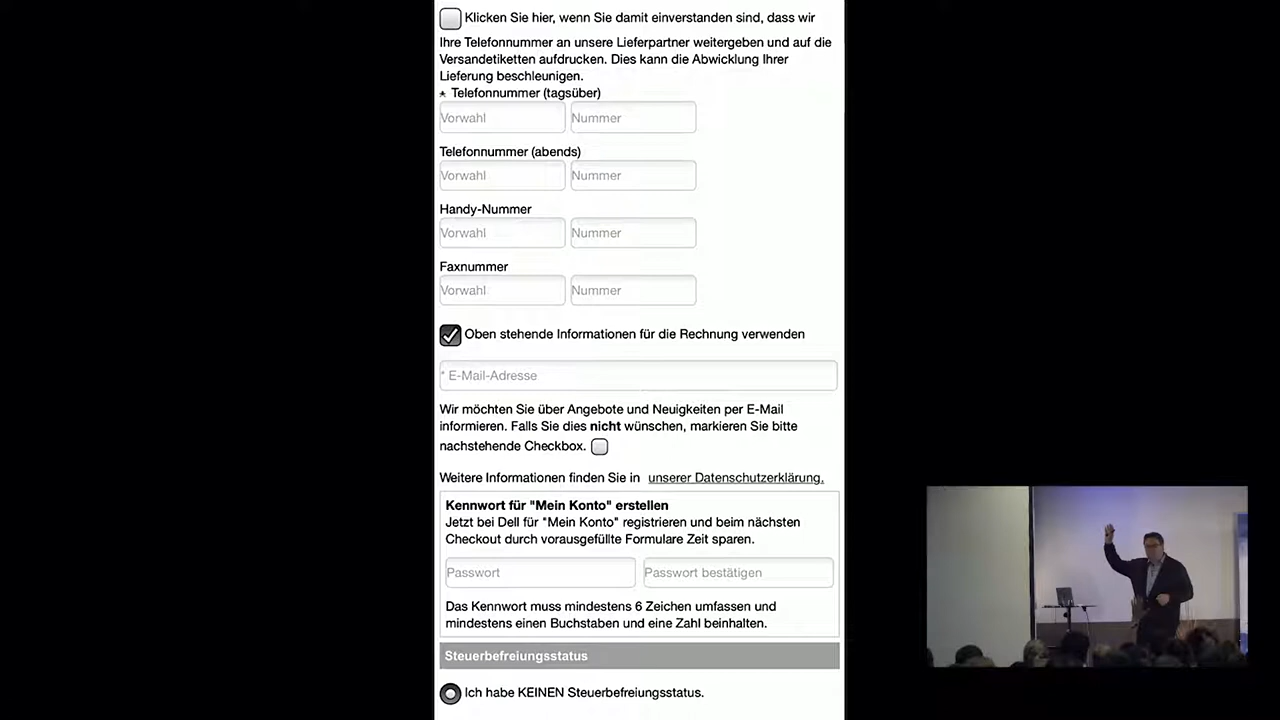 Klicken Sie hier, wenn Sie damit einverstanden sind, dass wir
Ihre Telefonnummer an unsere Lieferpartner weitergeben und auf die
Versandetiketten aufdrucken. Dies kann die Abwicklung Ihrer
Lieferung beschleunigen.
* Telefonnummer (tagsüber)
Vorwahl Nummer
Telefonnummer (abends)
Vorwahl Nummer
Handy-Nummer
Vorwahl Nummer
Faxnummer
Vorwahl Nummer
Oben stehende Informationen für die Rechnung verwenden
* E-Mail-Adresse
Wir möchten Sie über Angebote und Neuigkeiten per E-Mail
informieren. Falls Sie dies nicht wünschen, markieren Sie bitte
nachstehende Checkbox.
Weitere Informationen finden Sie in unserer Datenschutzerklärung.
Kennwort für "Mein Konto" erstellen
Jetzt bei Dell für "Mein Konto" registrieren und beim nächsten
Checkout durch vorausgefüllte Formulare Zeit sparen.
Passwort Passwort bestätigen
Das Kennwort muss mindestens 6 Zeichen umfassen und
mindestens einen Buchstaben und eine Zahl beinhalten.
Steuerbefreiungsstatus
Ich habe KEINEN Steuerbefreiungsstatus.